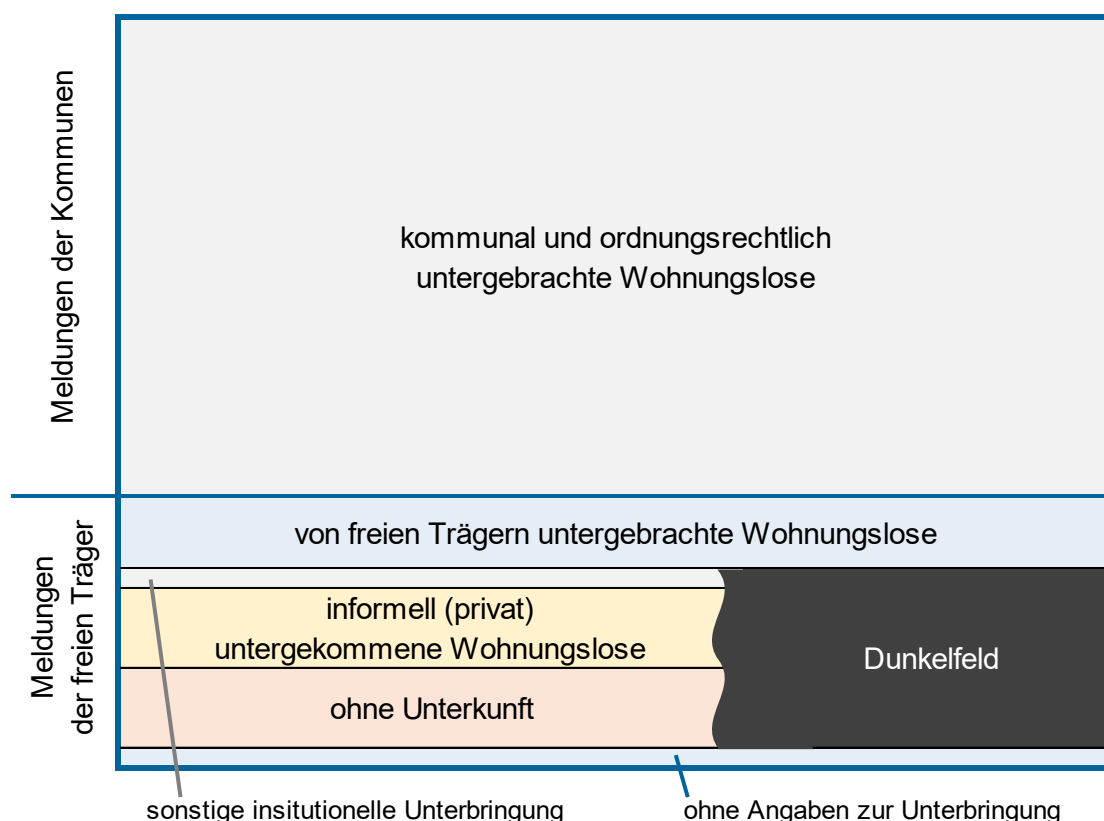 Meldungen der Kommunen
kommunal und ordnungsrechtlich
untergebrachte Wohnungslose
Meldungen
der freien Träger
von freien Trägern untergebrachte Wohnungslose
informell (privat)
untergekommene Wohnungslose
Dunkelfeld
ohne Unterkunft
sonstige insitutionelle Unterbringung
ohne Angaben zur Unterbringung